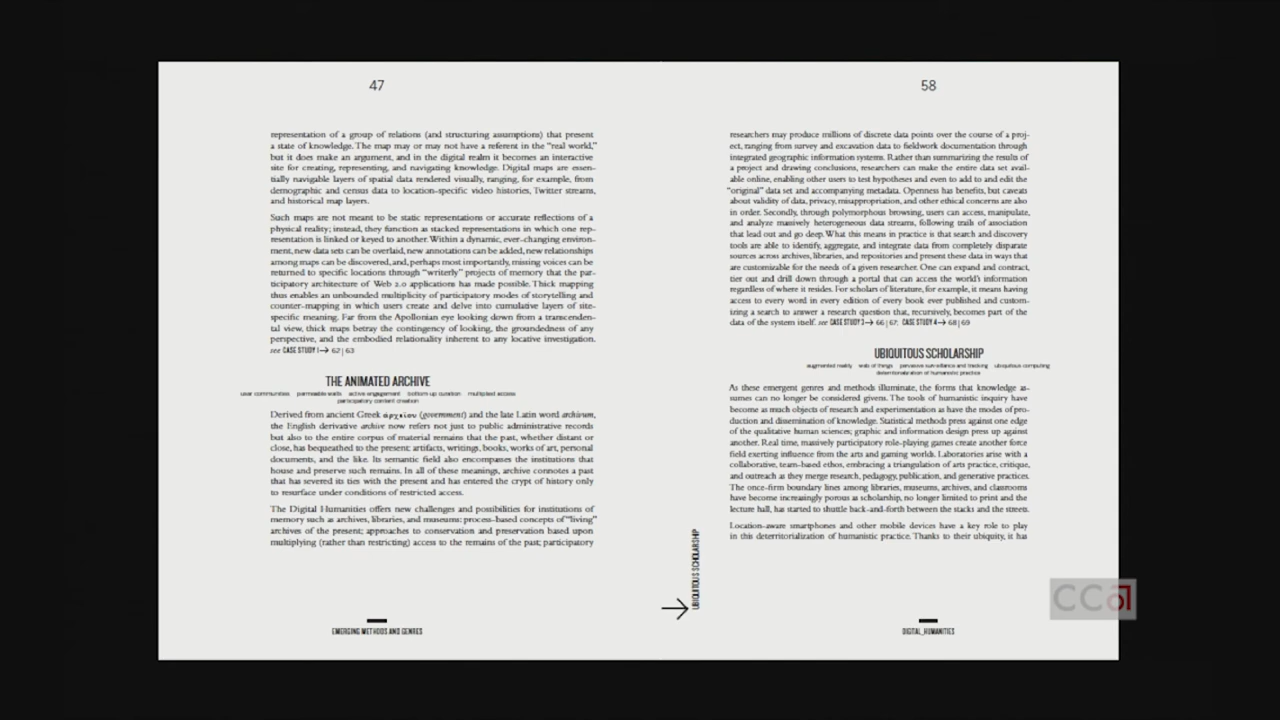 47
representation of a group of relations (and structuring assumptions) that present
a state of knowledge. The map may or may not have a referent in the “real world,”
but it does make an argument, and in the digital realm it becomes an interactive
site for creating, representing, and navigating knowledge. Digital maps are essen-
tially navigable layers of spatial data rendered visually, ranging, for example, from
demographic and census data to location-specific video histories, Twitter streams,
and historical map layers.
Such maps are not meant to be static representations or accurate reflections of a
physical reality; instead, they function as stacked representations in which one rep-
resentation is linked or keyed to another. Within a dynamic, ever-changing environ-
ment, new data sets can be overlaid, new annotations can be added, new relationships
among maps can be discovered, and, perhaps most importantly, missing voices can be
returned to specific locations through “writerly” projects of memory that the par-
ticipatory architecture of Web 2.0 applications has made possible. Thick mapping
thus enables an unbounded multiplicity of participatory modes of storytelling and
counter-mapping in which users create and delve into cumulative layers of site-
specific meaning. Far from the Apollonian eye looking down from a transcenden-
tal view, thick maps betray the contingency of looking, the groundedness of any
perspective, and the embodied relationality inherent to any locative investigation.
see CASE STUDY 1→ 62|63
THE ANIMATED ARCHIVE
user communities permeable walls active engagement bottom-up curation multiplied access
participatory content creation
Derived from ancient Greek αρχειον (government) and the late Latin word archivum,
the English derivative archive now refers not just to public administrative records
but also to the entire corpus of material remains that the past, whether distant or
close, has bequeathed to the present: artifacts, writings, books, works of art, personal
documents, and the like. Its semantic field also encompasses the institutions that
house and preserve such remains. In all of these meanings, archive connotes a past
that has severed its ties with the present and has entered the crypt of history only
to resurface under conditions of restricted access.
The Digital Humanities offers new challenges and possibilities for institutions of
memory such as archives, libraries, and museums: process-based concepts of “living”
archives of the present; approaches to conservation and preservation based upon
multiplying (rather than restricting) access to the remains of the past; participatory
EMERGING METHODS AND GENRES
58
researchers may produce millions of discrete data points over the course of a proj-
ect, ranging from survey and excavation data to fieldwork documentation through
integrated geographic information systems. Rather than summarizing the results of
a project and drawing conclusions, researchers can make the entire data set avail-
able online, enabling other users to test hypotheses and even to add to and edit the
“original” data set and accompanying metadata. Openness has benefits, but caveats
about validity of data, privacy, misappropriation, and other ethical concerns are also
in order. Secondly, through polymorphous browsing, users can access, manipulate,
and analyze massively heterogeneous data streams, following trails of association
that lead out and go deep. What this means in practice is that search and discovery
tools are able to identify, aggregate, and integrate data from completely disparate
sources across archives, libraries, and repositories and present these data in ways that
are customizable for the needs of a given researcher. One can expand and contract,
tier out and drill down through a portal that can access the world's information
regardless of where it resides. For scholars of literature, for example, it means having
access to every word in every edition of every book ever published and custom-
izing a search to answer a research question that, recursively, becomes part of the
data of the system itself. see CASE STUDY 3→ 66|67, CASE STUDY 4→ 68|69
UBIQUITOUS SCHOLARSHIP
augmented reality web of things pervasive surveillance and tracking ubiquitous computing
deterritorialization of humanistic practice
As these emergent genres and methods illuminate, the forms that knowledge as-
sumes can no longer be considered givens. The tools of humanistic inquiry have
become as much objects of research and experimentation as have the modes of pro-
duction and dissemination of knowledge. Statistical methods press against one edge
of the qualitative human sciences; graphic and information design press up against
another. Real time, massively participatory role-playing games create another force
field exerting influence from the arts and gaming worlds. Laboratories arise with a
collaborative, team-based ethos, embracing a triangulation of arts practice, critique,
and outreach as they merge research, pedagogy, publication, and generative practices.
The once-firm boundary lines among libraries, museums, archives, and classrooms
have become increasingly porous as scholarship, no longer limited to print and the
lecture hall, has started to shuttle back-and-forth between the stacks and the streets.
Location-aware smartphones and other mobile devices have a key role to play
in this deterritorialization of humanistic practice. Thanks to their ubiquity, it has
UBIQUITOUS SCHOLARSHIP
DIGITAL_HUMANITIES
CCa